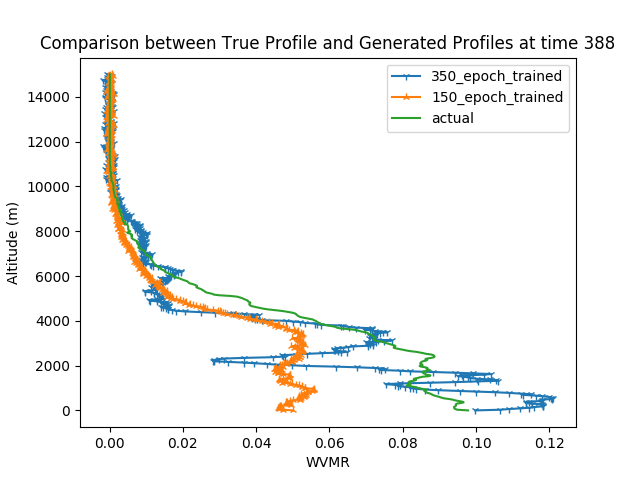 Comparison between True Profile and Generated Profiles at time 388
350_epoch_trained
150_epoch_trained
actual
Altitude (m)
14000
12000
10000
8000
6000
4000
2000
0
0.00 0.02 0.04 0.06 0.08 0.10 0.12
WVMR